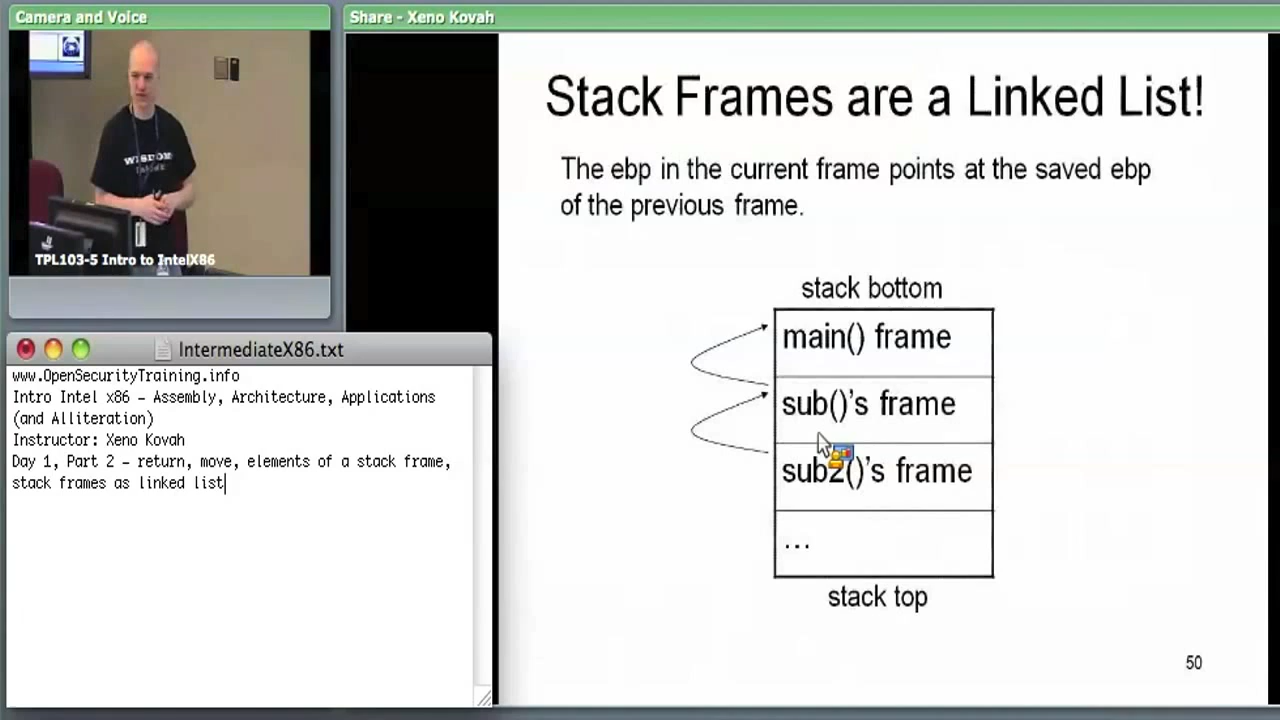 Camera and Voice
WISDOM
TPL103-5 Intro to IntelX86
IntermediateX86.txt
www.OpenSecurityTraining.info
Intro Intel x86 – Assembly, Architecture, Applications
(and Alliteration)
Instructor: Xeno Kovah
Day 1, Part 2 – return, move, elements of a stack frame,
stack frames as linked list
Share - Xeno Kovah
Stack Frames are a Linked List!
The ebp in the current frame points at the saved ebp
of the previous frame.
stack bottom
main() frame
sub()'s frame
sub2()'s frame
...
stack top
50